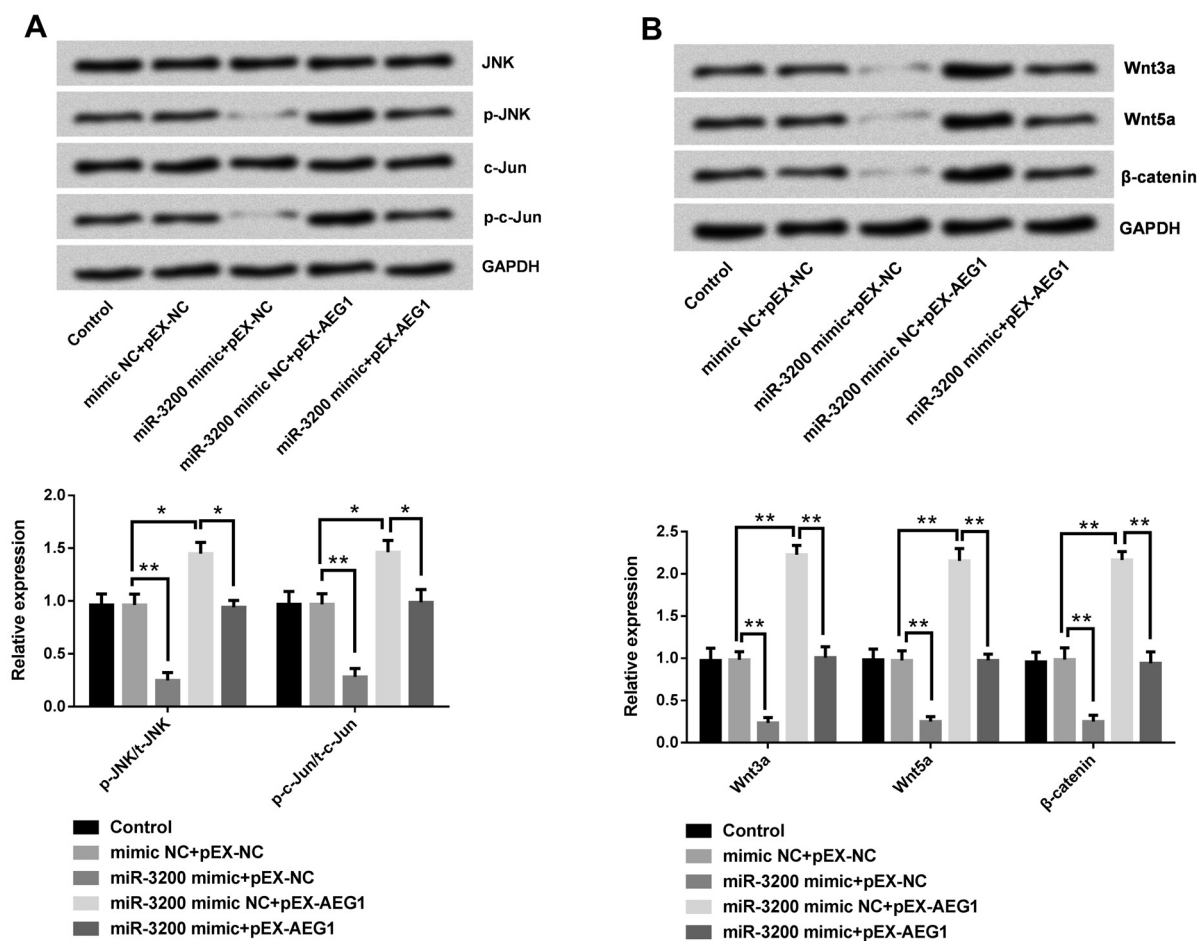 A
JNK
p-JNK
c-Jun
p-c-Jun
GAPDH
Control
mimic NC+pEX-NC
miR-3200 mimic+pEX-NC
miR-3200 mimic NC+pEX-AEG1
miR-3200 mimic+pEX-AEG1
B
Wnt3a
Wnt5a
β-catenin
GAPDH
Control
mimic NC+pEX-NC
miR-3200 mimic+pEX-NC
miR-3200 mimic NC+pEX-AEG1
miR-3200 mimic+pEX-AEG1
Relative expression
2.0
1.5
1.0
0.5
0.0
* *
**
* *
**
p-JNK/t-JNK
p-c-Jun/t-c-Jun
Control
mimic NC+pEX-NC
miR-3200 mimic+pEX-NC
miR-3200 mimic NC+pEX-AEG1
miR-3200 mimic+pEX-AEG1
Relative expression
2.5
2.0
1.5
1.0
0.5
0.0
** **
**
** **
**
** **
**
Wnt3a
Wnt5a
β-catenin
Control
mimic NC+pEX-NC
miR-3200 mimic+pEX-NC
miR-3200 mimic NC+pEX-AEG1
miR-3200 mimic+pEX-AEG1